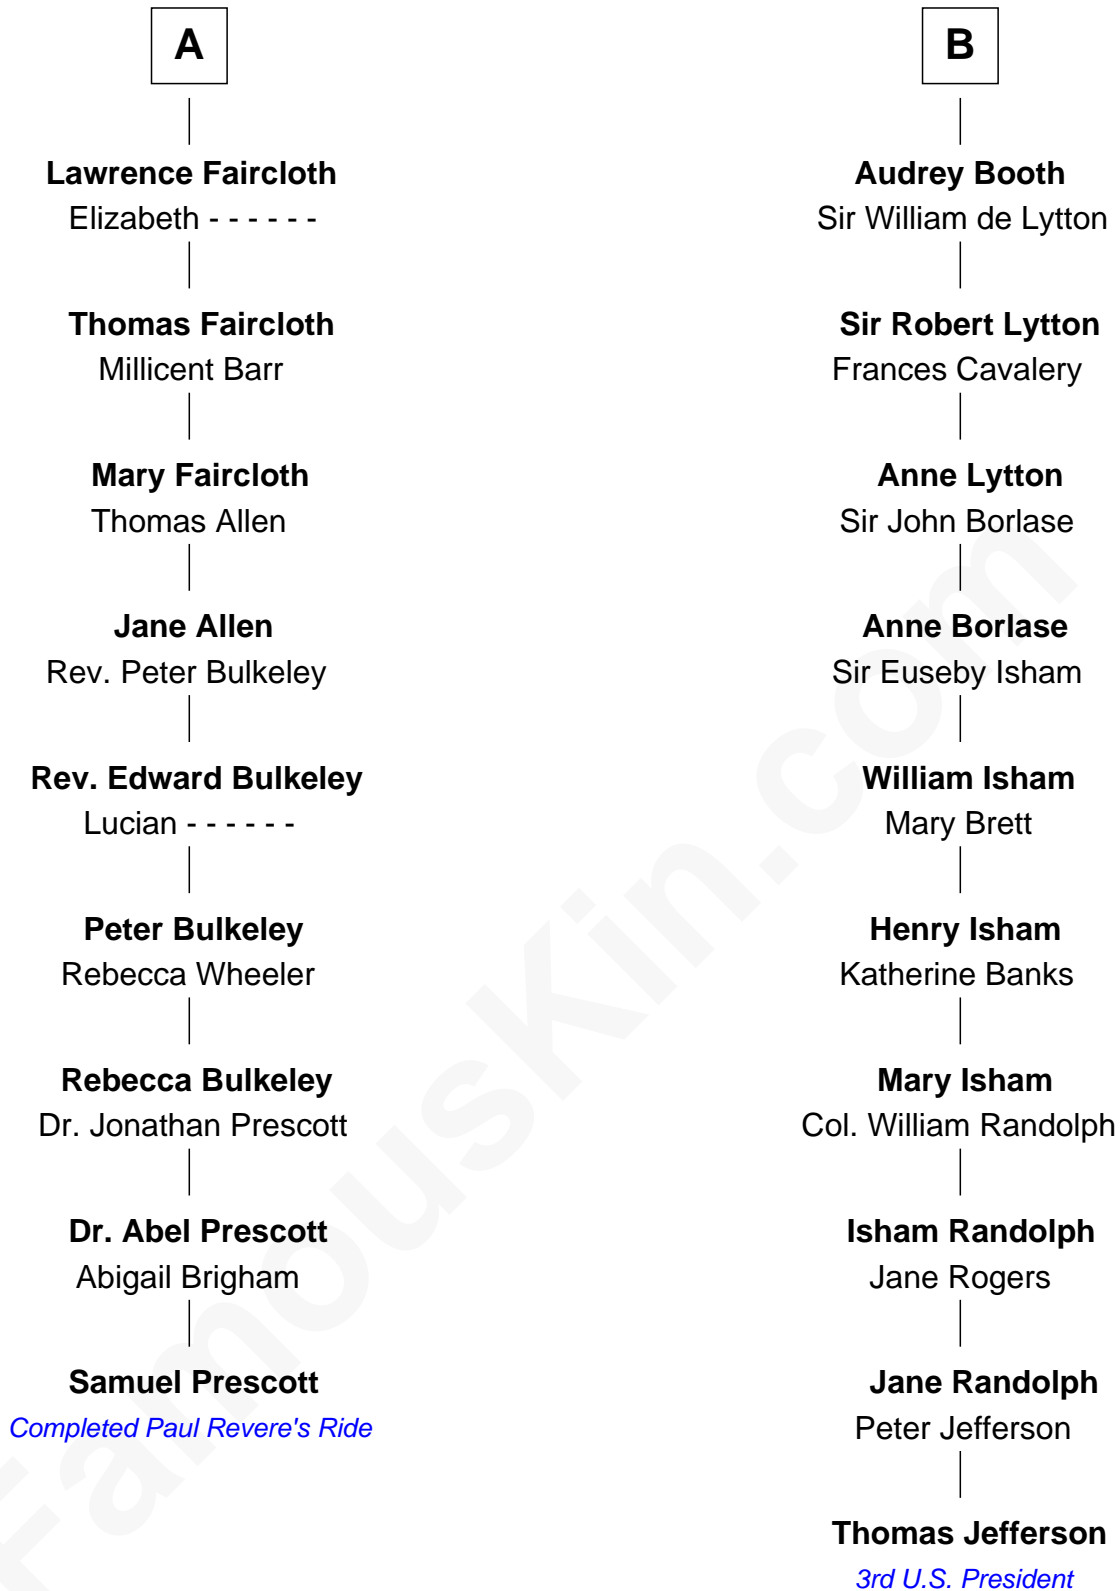 A
Lawrence Faircloth
Elizabeth - - - - - -
Thomas Faircloth
Millicent Barr
Mary Faircloth
Thomas Allen
Jane Allen
Rev. Peter Bulkeley
Rev. Edward Bulkeley
Lucian - - - - - -
Peter Bulkeley
Rebecca Wheeler
Rebecca Bulkeley
Dr. Jonathan Prescott
Dr. Abel Prescott
Abigail Brigham
Samuel Prescott
Completed Paul Revere's Ride
B
Audrey Booth
Sir William de Lytton
Sir Robert Lytton
Frances Cavalery
Anne Lytton
Sir John Borlase
Anne Borlase
Sir Euseby Isham
William Isham
Mary Brett
Henry Isham
Katherine Banks
Mary Isham
Col. William Randolph
Isham Randolph
Jane Rogers
Jane Randolph
Peter Jefferson
Thomas Jefferson
3rd U.S. President
FamousKin.com